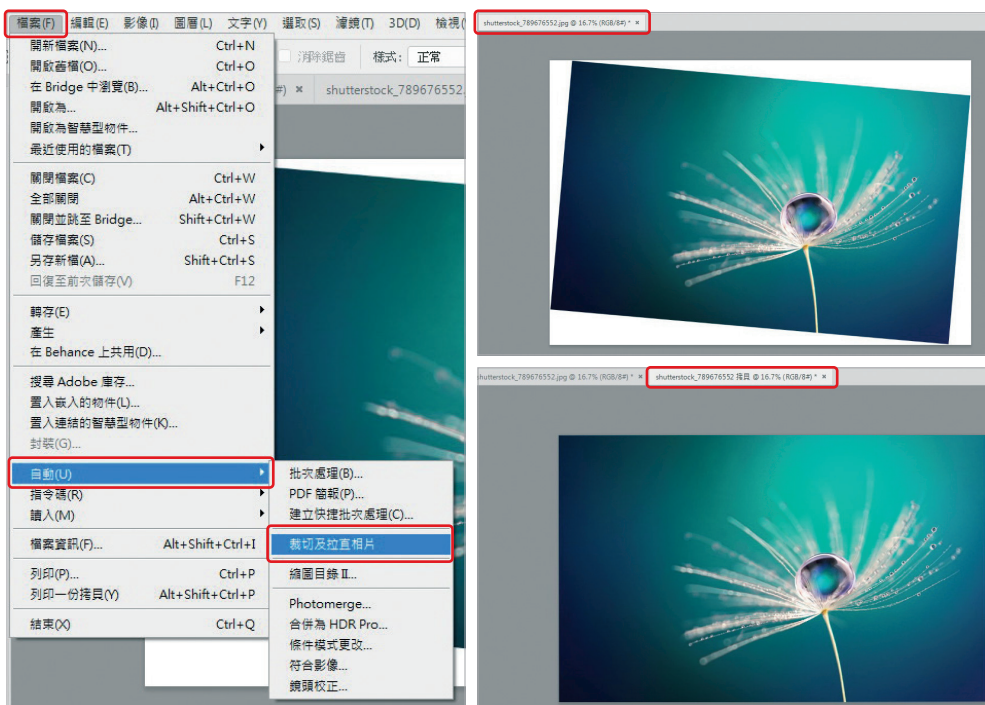 檔案(F) 編輯(E) 影像(I) 圖層(L) 文字(Y) 選取(S) 濾鏡(T) 3D(D) 檢視(
消除鋸齒 樣式: 正常
#) × shutterstock_789676552.
開新檔案(N)... Ctrl+N
開啟舊檔(O)... Ctrl+O
在 Bridge 中瀏覽(B)... Alt+Ctrl+O
開啟為... Alt+Shift+Ctrl+O
開啟為智慧型物件...
最近使用的檔案(T)
關閉檔案(C) Ctrl+W
全部關閉 Alt+Ctrl+W
關閉並跳至 Bridge... Shift+Ctrl+W
儲存檔案(S) Ctrl+S
另存新檔(A)... Shift+Ctrl+S
回復至前次儲存(V) F12
轉存(E)
產生
在 Behance 上共用(D)...
搜尋 Adobe 庫存...
置入嵌入的物件(L)...
置入連結的智慧型物件(K)...
封裝(G)...
自動(U)
指令碼(R)
讀入(M)
檔案資訊(F)... Alt+Shift+Ctrl+I
列印(P)... Ctrl+P
列印一份拷貝(Y) Alt+Shift+Ctrl+P
結束(X) Ctrl+Q
批次處理(B)...
PDF 簡報(P)...
建立快捷批次處理(C)...
裁切及拉直相片
縮圖目錄 II...
Photomerge...
合併為 HDR Pro...
條件模式更改...
符合影像...
鏡頭校正...
shutterstock_789676552.jpg @ 16.7% (RGB/8#) * ×
hutterstock_789676552.jpg @ 16.7% (RGB/8#) * × shutterstock_789676552 拷貝 @ 16.7% (RGB/8#) * ×